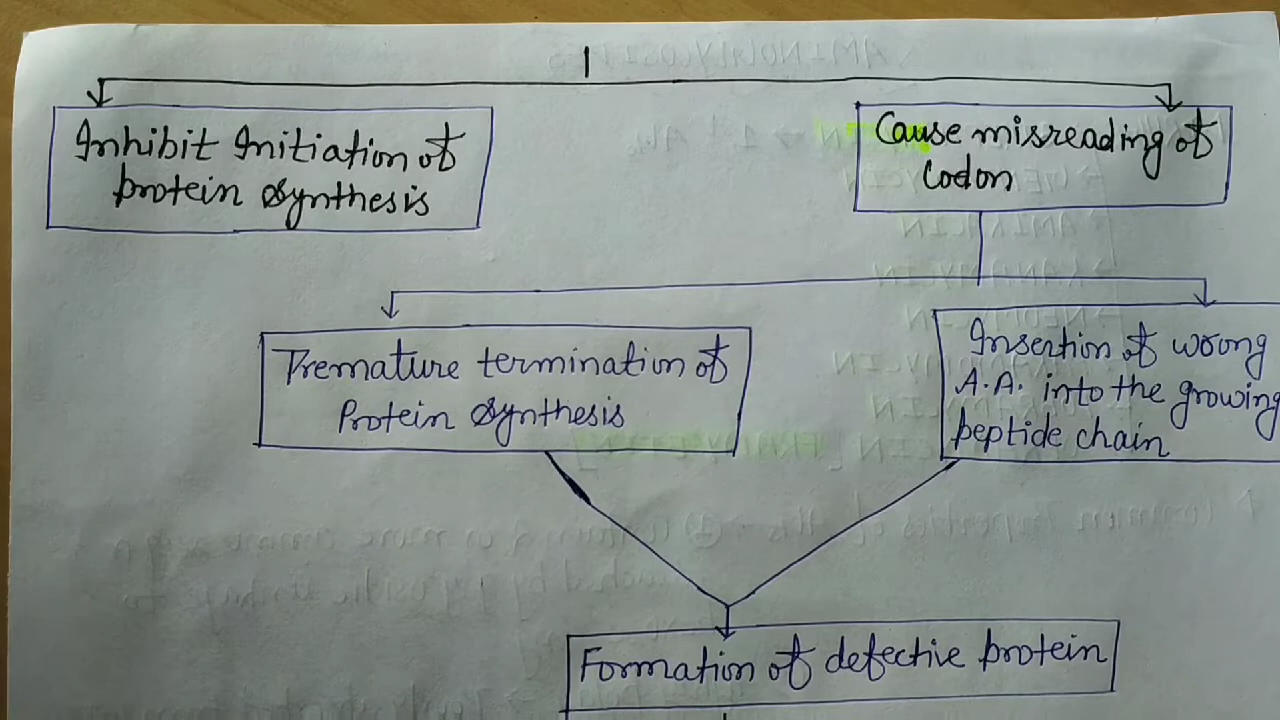 Inhibit Initiation of
protein synthesis
Cause misreading of
Codon
Premature termination of
Protein synthesis
Insertion of wrong
A.A. into the growing
peptide chain
Formation of defective protein